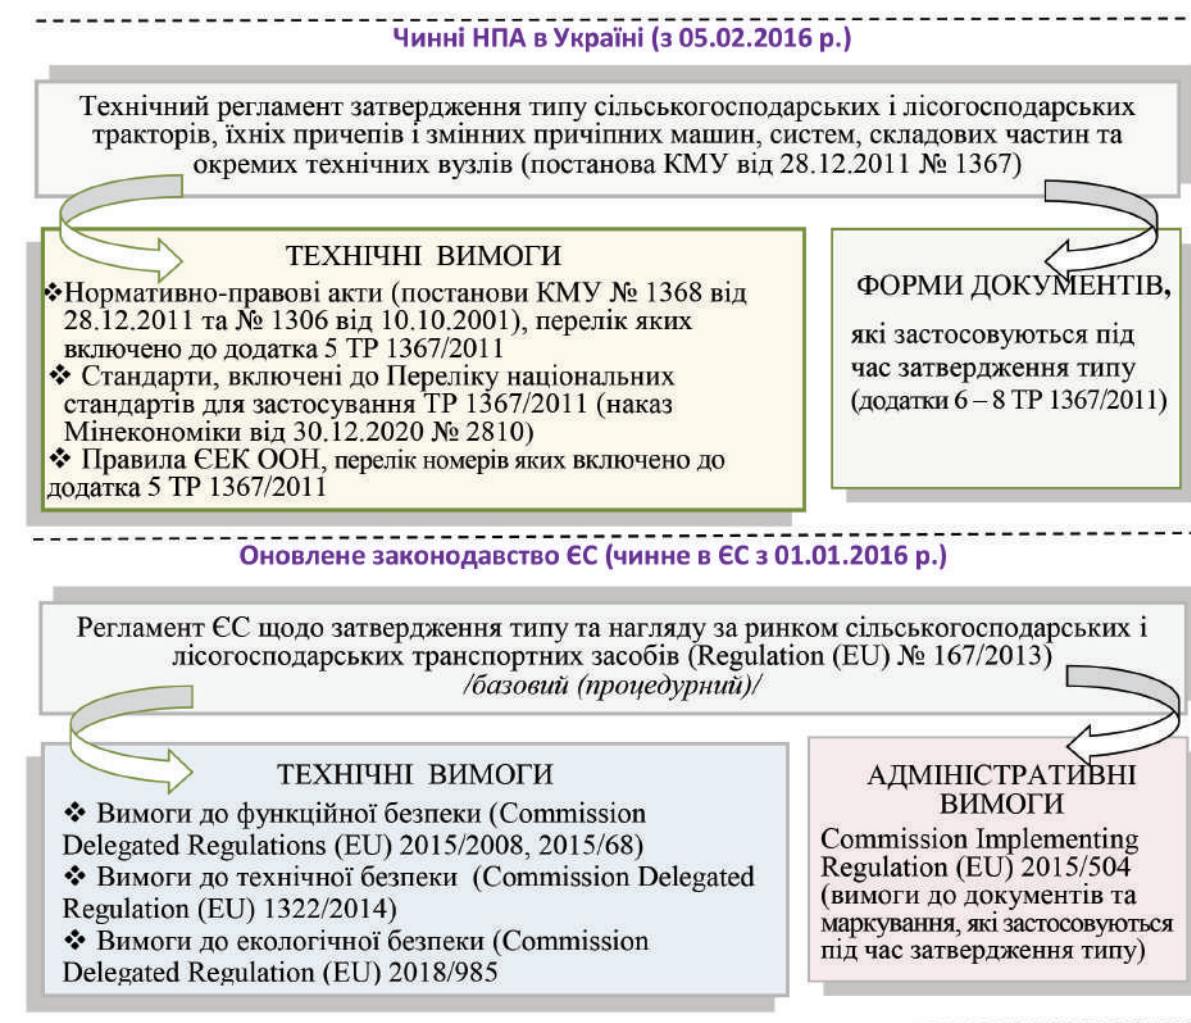 Чинні НПА в Україні (з 05.02.2016 р.)
Технічний регламент затвердження типу сільськогосподарських і лісогосподарських
тракторів, їхніх причепів і змінних причіпних машин, систем, складових частин та
окремих технічних вузлів (постанова КМУ від 28.12.2011 № 1367)
ТЕХНІЧНІ ВИМОГИ
❖Нормативно-правові акти (постанови КМУ № 1368 від
28.12.2011 та № 1306 від 10.10.2001), перелік яких
включено до додатка 5 ТР 1367/2011
❖ Стандарти, включені до Переліку національних
стандартів для застосування ТР 1367/2011 (наказ
Мінекономіки від 30.12.2020 № 2810)
❖ Правила ЄЕК ООН, перелік номерів яких включено до
додатка 5 ТР 1367/2011
ФОРМИ ДОКУМЕНТІВ,
які застосовуються під
час затвердження типу
(додатки 6 – 8 ТР 1367/2011)
Оновлене законодавство ЄС (чинне в ЄС з 01.01.2016 р.)
Регламент ЄС щодо затвердження типу та нагляду за ринком сільськогосподарських і
лісогосподарських транспортних засобів (Regulation (EU) № 167/2013)
/базовий (процедурний)/
ТЕХНІЧНІ ВИМОГИ
❖ Вимоги до функційної безпеки (Commission
Delegated Regulations (EU) 2015/2008, 2015/68)
❖ Вимоги до технічної безпеки (Commission Delegated
Regulation (EU) 1322/2014)
❖ Вимоги до екологічної безпеки (Commission
Delegated Regulation (EU) 2018/985
АДМІНІСТРАТИВНІ
ВИМОГИ
Commission Implementing
Regulation (EU) 2015/504
(вимоги до документів та
маркування, які застосовуються
під час затвердження типу)